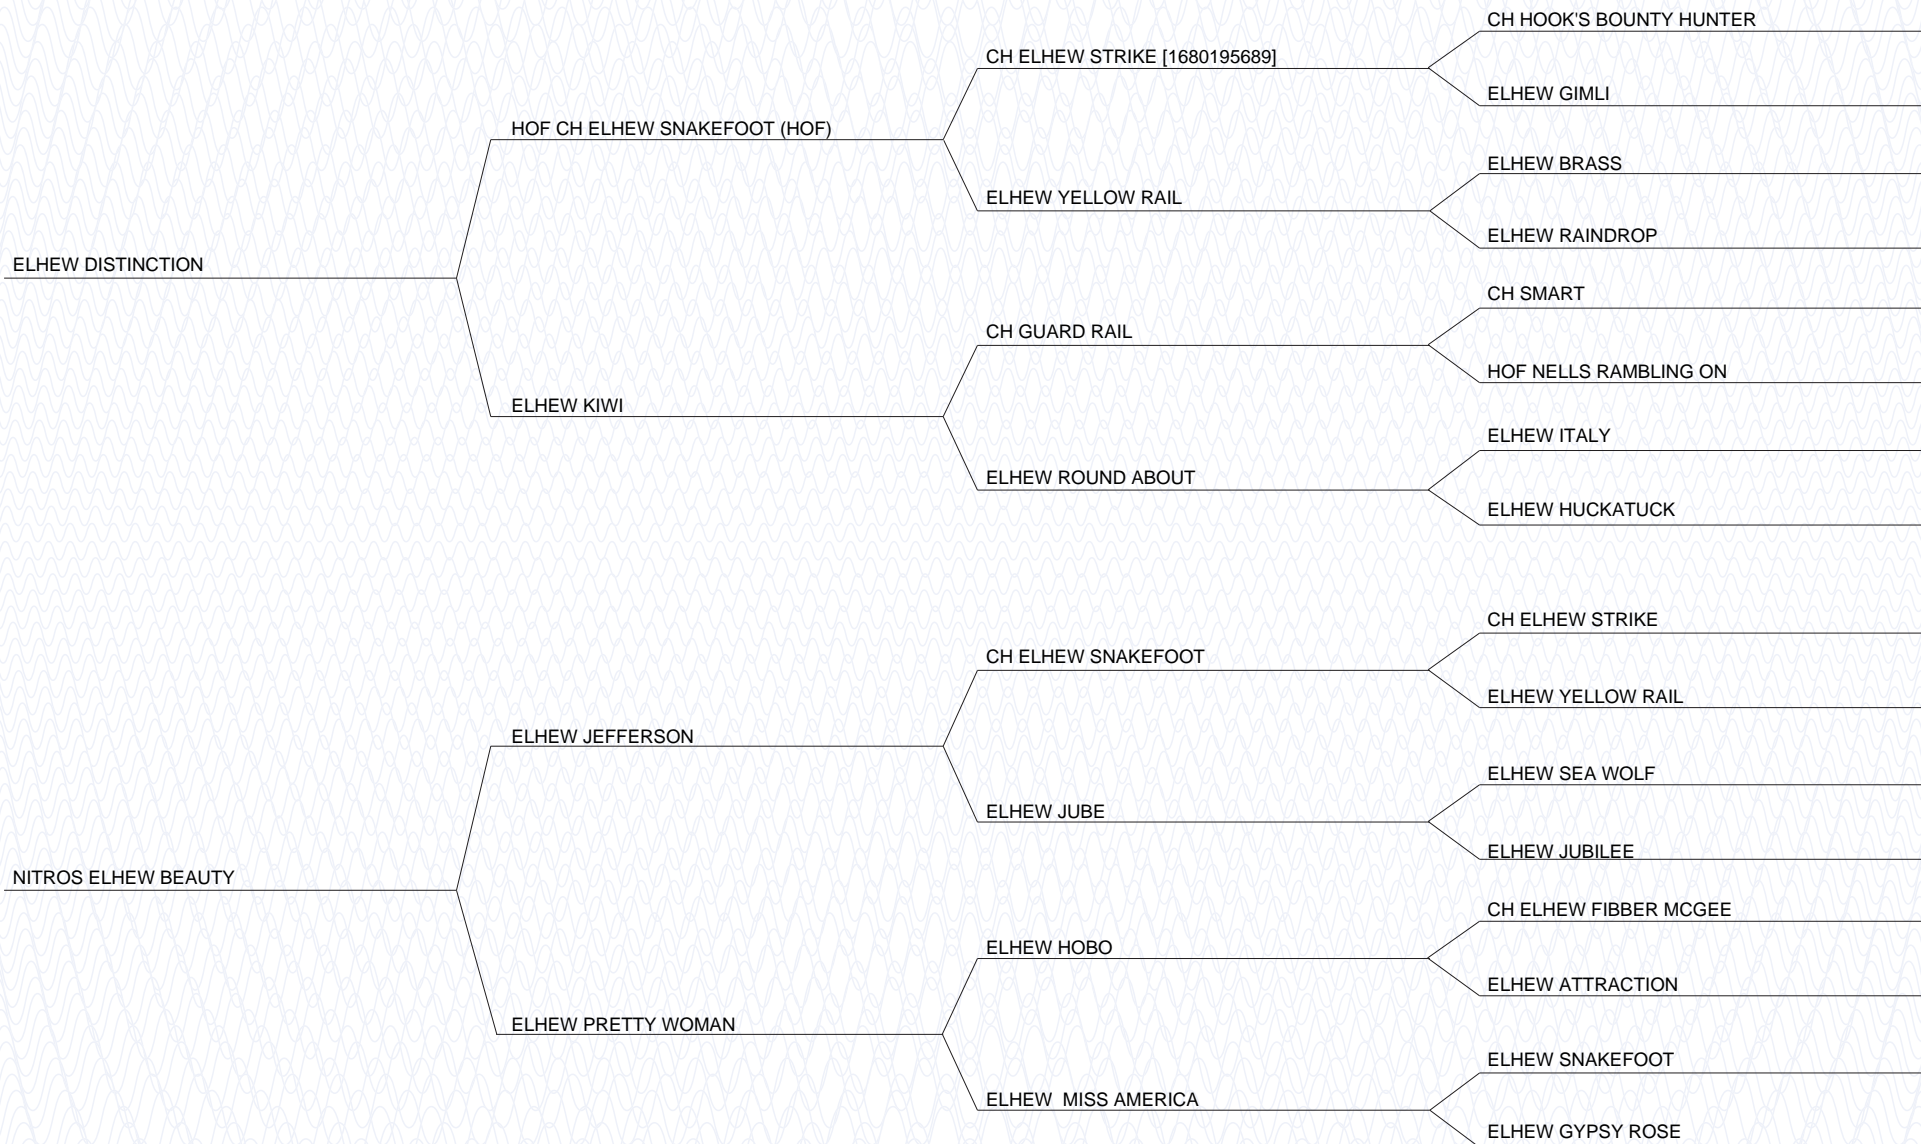 CH HOOK'S BOUNTY HUNTER
CH ELHEW STRIKE [1680195689]
ELHEW GIMLI
HOF CH ELHEW SNAKEFOOT (HOF)
ELHEW BRASS
ELHEW YELLOW RAIL
ELHEW RAINDROP
ELHEW DISTINCTION
CH SMART
CH GUARD RAIL
HOF NELLS RAMBLING ON
ELHEW KIWI
ELHEW ITALY
ELHEW ROUND ABOUT
ELHEW HUCKATUCK
CH ELHEW STRIKE
CH ELHEW SNAKEFOOT
ELHEW YELLOW RAIL
ELHEW JEFFERSON
ELHEW SEA WOLF
ELHEW JUBE
ELHEW JUBILEE
NITROS ELHEW BEAUTY
CH ELHEW FIBBER MCGEE
ELHEW HOBO
ELHEW ATTRACTION
ELHEW PRETTY WOMAN
ELHEW SNAKEFOOT
ELHEW  MISS AMERICA
ELHEW GYPSY ROSE